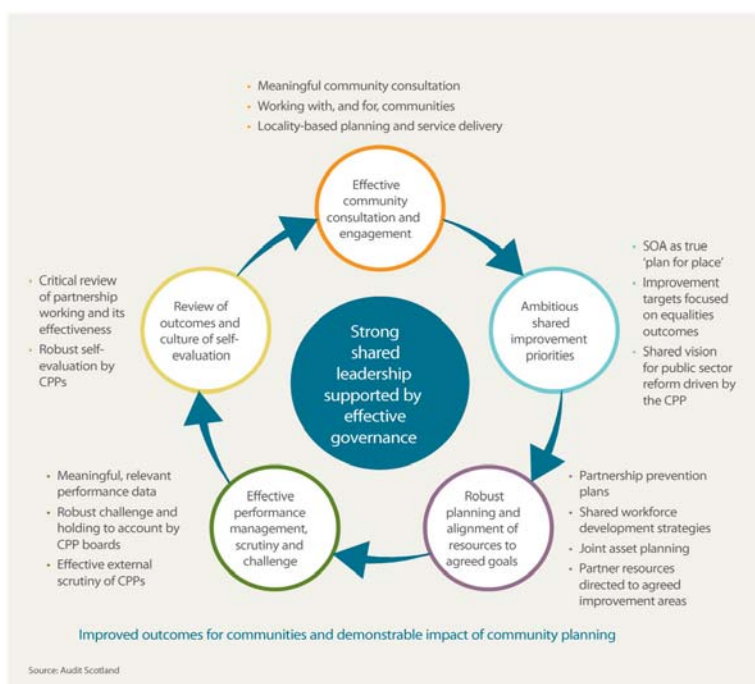 • Meaningful community consultation
• Working with, and for, communities
• Locality-based planning and service delivery
Effective
community
consultation and
engagement
• SOA as true
‘plan for place’
• Improvement
targets focused
on equalities
outcomes
• Shared vision
for public sector
reform driven by
the CPP
Ambitious
shared
improvement
priorities
• Critical review
of partnership
working and its
effectiveness
• Robust self-
evaluation by
CPPs
Review of
outcomes and
culture of self-
evaluation
Strong
shared
leadership
supported by
effective
governance
• Meaningful, relevant
performance data
• Robust challenge and
holding to account by
CPP boards
• Effective external
scrutiny of CPPs
Effective
performance
management,
scrutiny and
challenge
Robust
planning and
alignment of
resources to
agreed goals
• Partnership prevention
plans
• Shared workforce
development strategies
• Joint asset planning
• Partner resources
directed to agreed
improvement areas
Improved outcomes for communities and demonstrable impact of community planning
Source: Audit Scotland